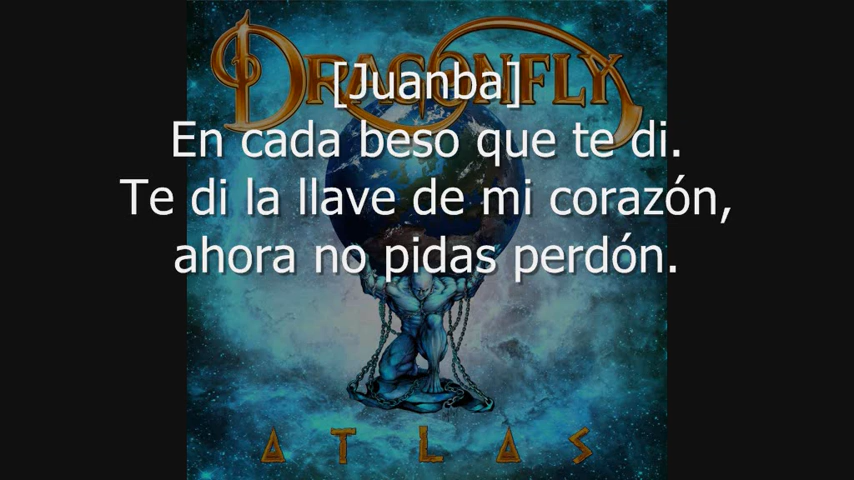 DRAGONFLY
[Juanba]
En cada beso que te di.
Te di la llave de mi corazón,
ahora no pidas perdón.
ATLAS